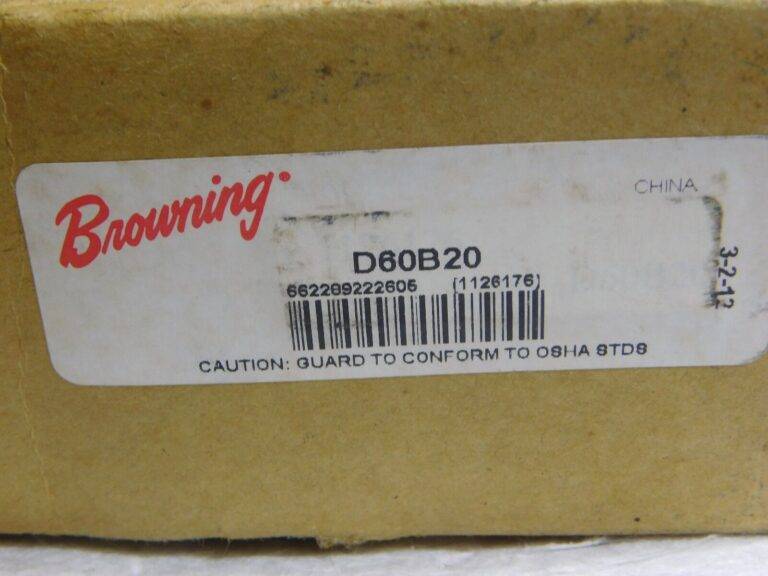 Browning
CHINA
D60B20
662289222605 (1126176)
3-2-12
CAUTION: GUARD TO CONFORM TO OSHA STDS